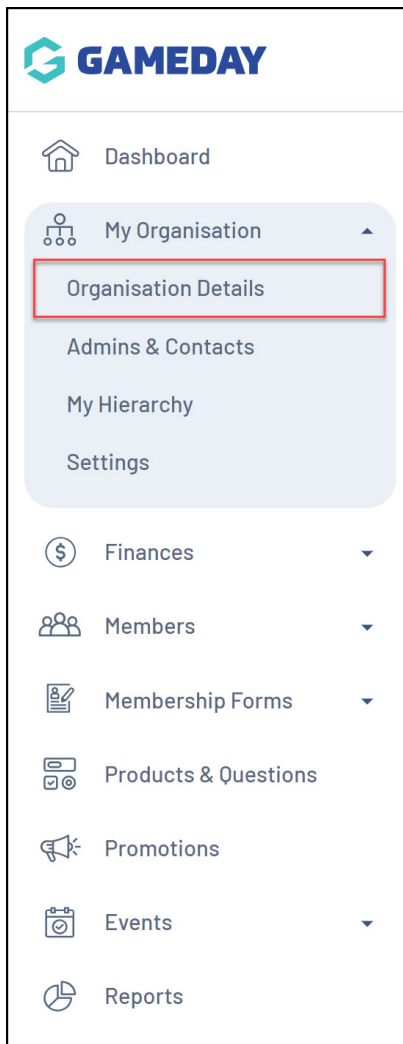 GAMEDAY
Dashboard
My Organisation
Organisation Details
Admins & Contacts
My Hierarchy
Settings
Finances
Members
Membership Forms
Products & Questions
Promotions
Events
Reports